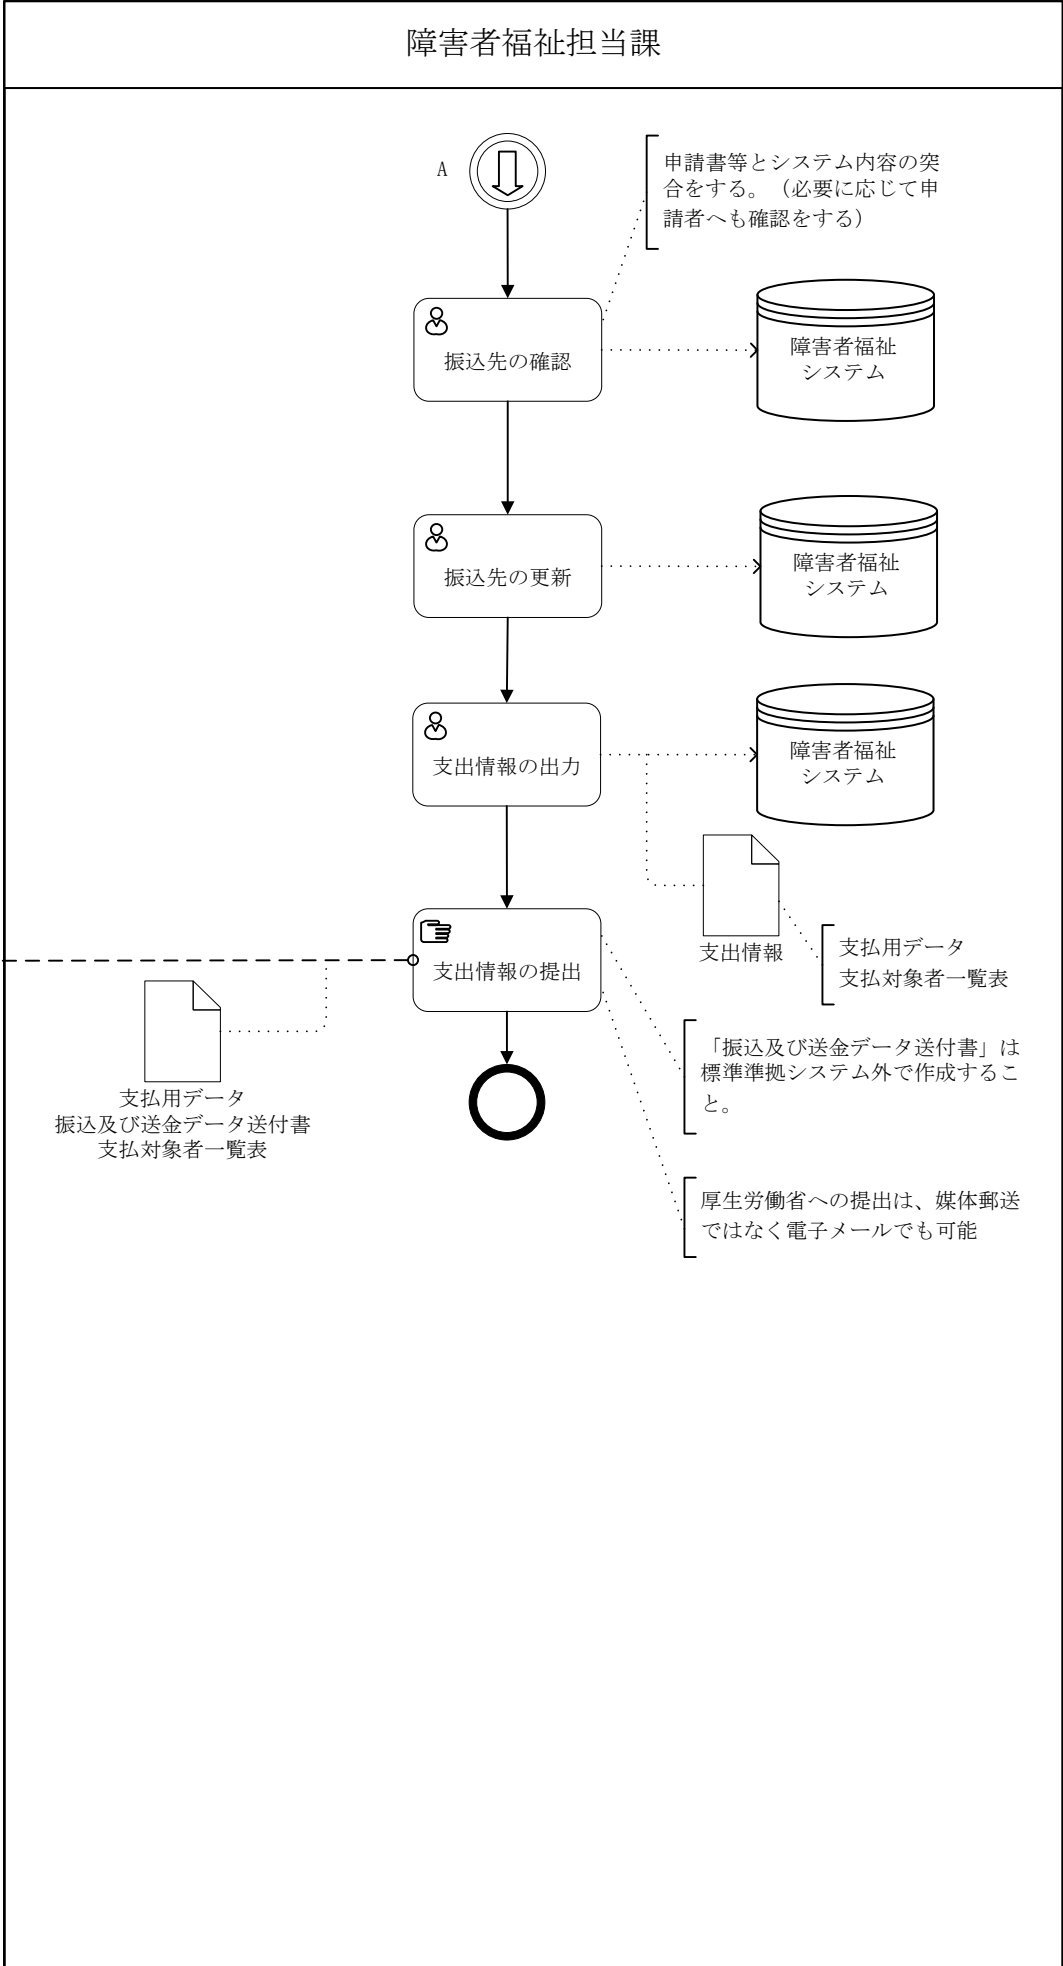 障害者福祉担当課
A
申請書等とシステム内容の突
合をする。（必要に応じて申
請者へも確認をする）
振込先の確認
障害者福祉
システム
振込先の更新
障害者福祉
システム
支出情報の出力
障害者福祉
システム
支出情報
支払用データ
支払対象者一覧表
支出情報の提出
支払用データ
振込及び送金データ送付書
支払対象者一覧表
「振込及び送金データ送付書」は
標準準拠システム外で作成するこ
と。
厚生労働省への提出は、媒体郵送
ではなく電子メールでも可能